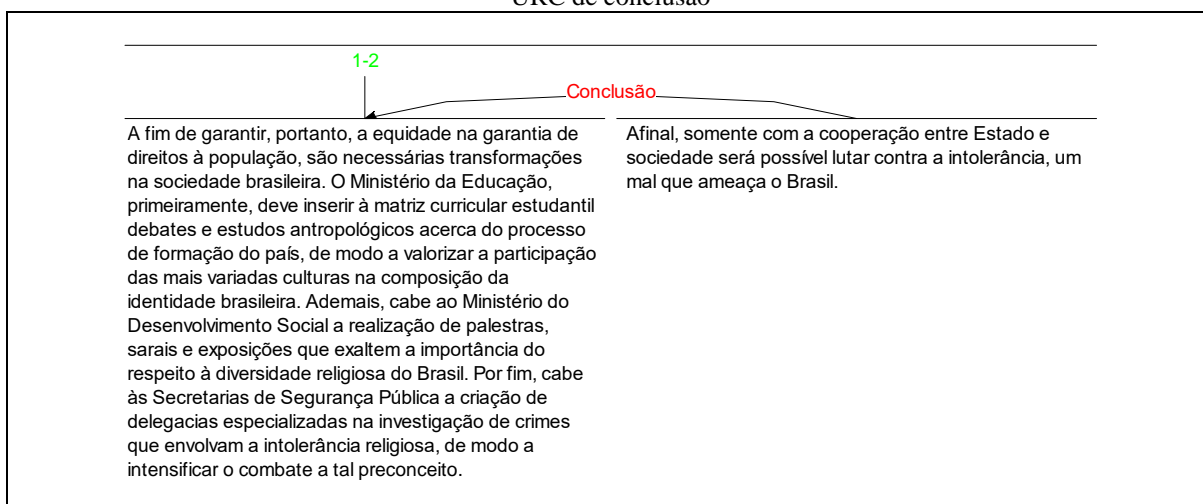 URC de conclusão
1-2
Conclusão
A fim de garantir, portanto, a equidade na garantia de
direitos à população, são necessárias transformações
na sociedade brasileira. O Ministério da Educação,
primeiramente, deve inserir à matriz curricular estudantil
debates e estudos antropológicos acerca do processo
de formação do país, de modo a valorizar a participação
das mais variadas culturas na composição da
identidade brasileira. Ademais, cabe ao Ministério do
Desenvolvimento Social a realização de palestras,
sarais e exposições que exaltem a importância do
respeito à diversidade religiosa do Brasil. Por fim, cabe
às Secretarias de Segurança Pública a criação de
delegacias especializadas na investigação de crimes
que envolvam a intolerância religiosa, de modo a
intensificar o combate a tal preconceito.
Afinal, somente com a cooperação entre Estado e
sociedade será possível lutar contra a intolerância, um
mal que ameaça o Brasil.